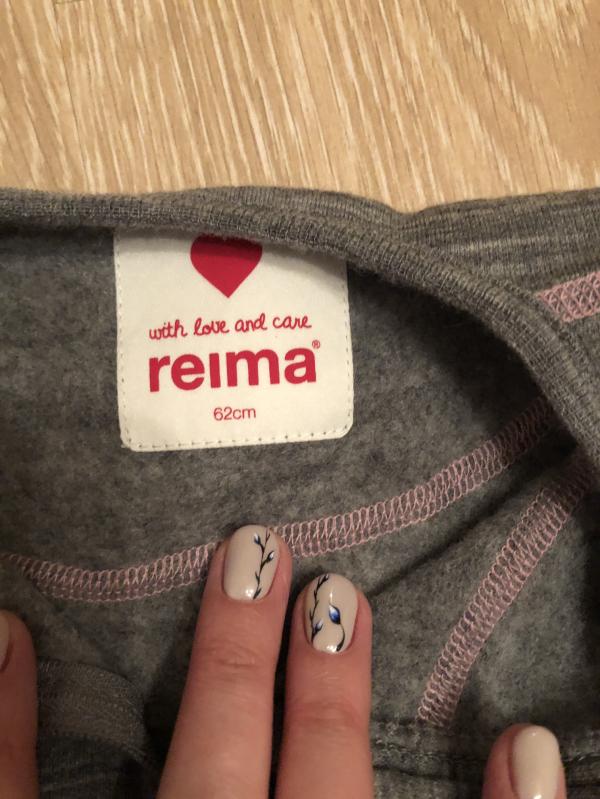 with love and care
reima®
62cm